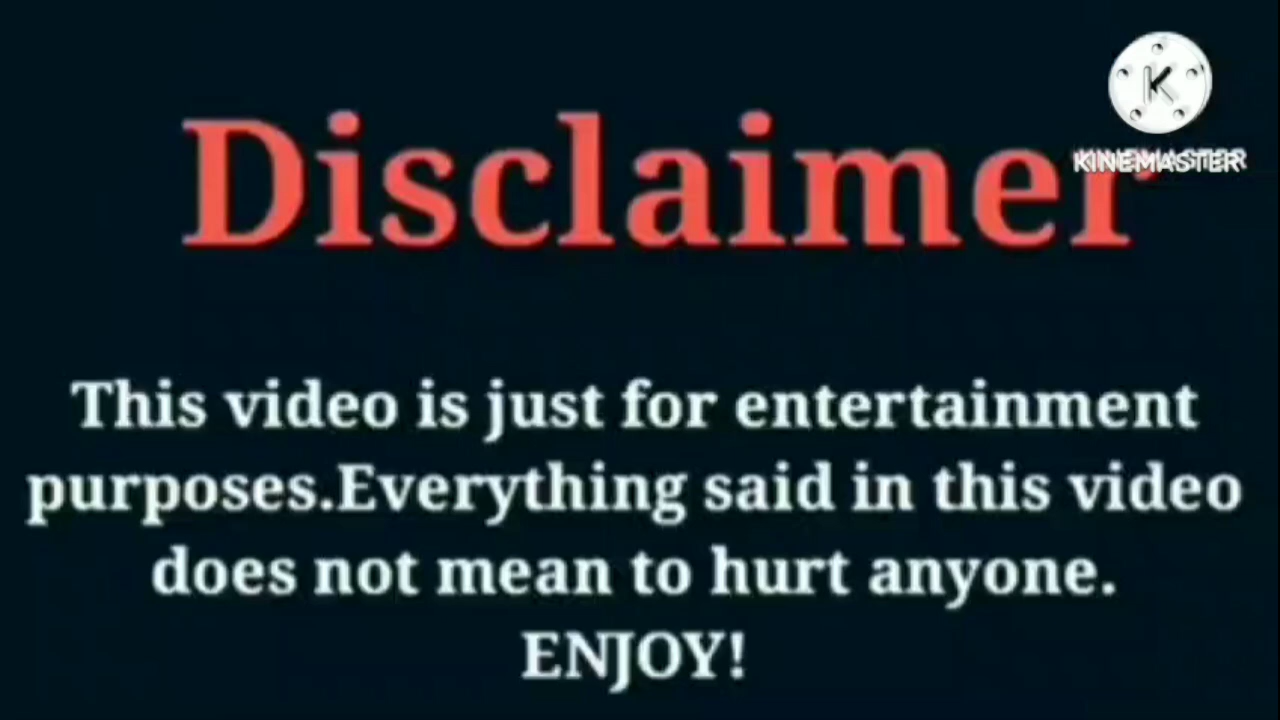 K
KINEMASTER
Disclaimer
This video is just for entertainment
purposes.Everything said in this video
does not mean to hurt anyone.
ENJOY!